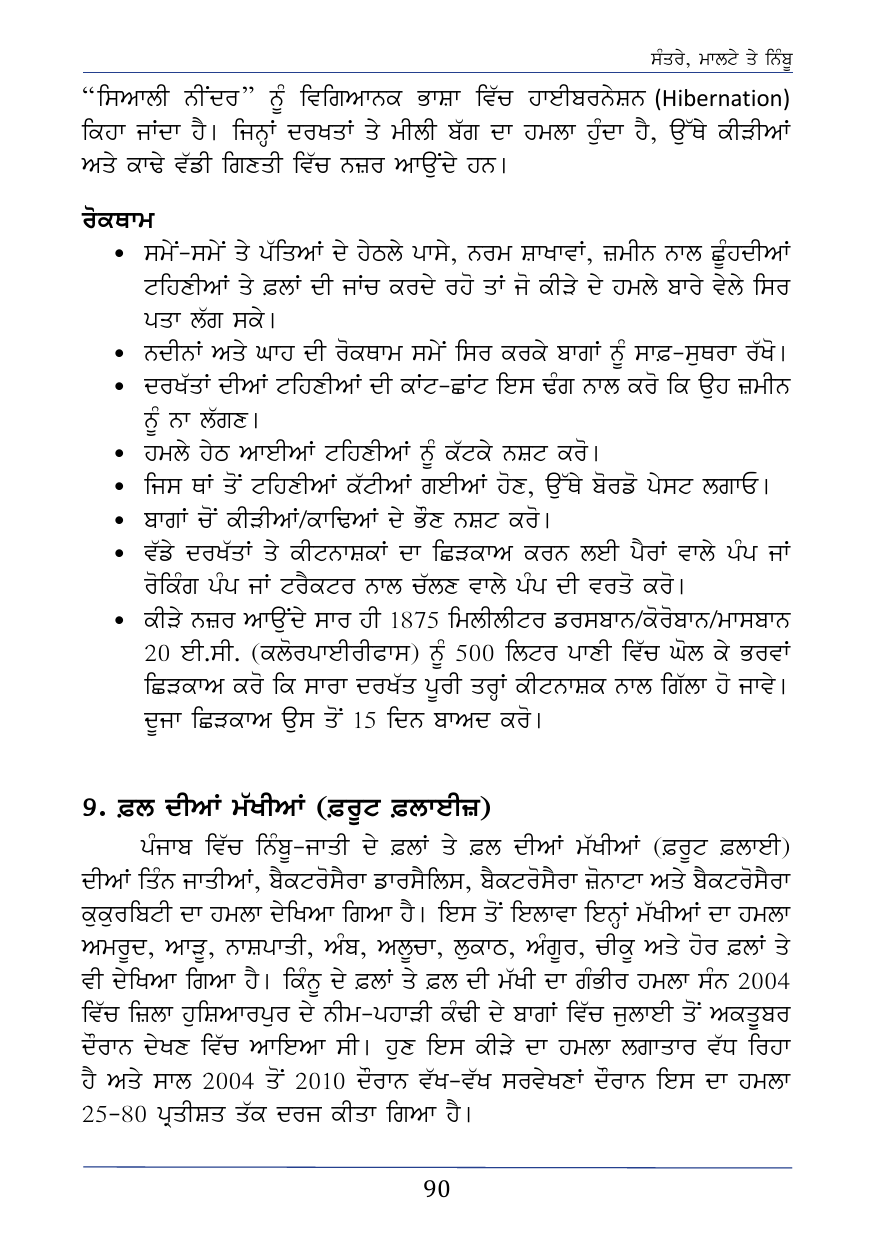 ਸੰਤਰੇ, ਮਾਲਟੇ ਤੇ ਨਿੰਬੂ
“ਸਿਆਲੀ ਨੀਂਦਰ” ਨੂੰ ਵਿਗਿਆਨਕ ਭਾਸ਼ਾ ਵਿੱਚ ਹਾਈਬਰਨੇਸ਼ਨ (Hibernation)
ਕਿਹਾ ਜਾਂਦਾ ਹੈ। ਜਿਨ੍ਹਾਂ ਦਰਖਤਾਂ ਤੇ ਮੀਲੀ ਬੱਗ ਦਾ ਹਮਲਾ ਹੁੰਦਾ ਹੈ, ਉੱਥੇ ਕੀੜੀਆਂ
ਅਤੇ ਕਾਢੇ ਵੱਡੀ ਗਿਣਤੀ ਵਿੱਚ ਨਜ਼ਰ ਆਉਂਦੇ ਹਨ।
ਰੋਕਥਾਮ
• ਸਮੇਂ-ਸਮੇਂ ਤੇ ਪੱਤਿਆਂ ਦੇ ਹੇਠਲੇ ਪਾਸੇ, ਨਰਮ ਸ਼ਾਖਾਵਾਂ, ਜ਼ਮੀਨ ਨਾਲ ਛੂੰਹਦੀਆਂ
ਟਹਿਣੀਆਂ ਤੇ ਫ਼ਲਾਂ ਦੀ ਜਾਂਚ ਕਰਦੇ ਰਹੋ ਤਾਂ ਜੋ ਕੀੜੇ ਦੇ ਹਮਲੇ ਬਾਰੇ ਵੇਲੇ ਸਿਰ
ਪਤਾ ਲੱਗ ਸਕੇ।
• ਨਦੀਨਾਂ ਅਤੇ ਘਾਹ ਦੀ ਰੋਕਥਾਮ ਸਮੇਂ ਸਿਰ ਕਰਕੇ ਬਾਗਾਂ ਨੂੰ ਸਾਫ਼-ਸੁਥਰਾ ਰੱਖੋ।
• ਦਰਖੱਤਾਂ ਦੀਆਂ ਟਹਿਣੀਆਂ ਦੀ ਕਾਂਟ-ਛਾਂਟ ਇਸ ਢੰਗ ਨਾਲ ਕਰੋ ਕਿ ਉਹ ਜ਼ਮੀਨ
ਨੂੰ ਨਾ ਲੱਗਣ।
• ਹਮਲੇ ਹੇਠ ਆਈਆਂ ਟਹਿਣੀਆਂ ਨੂੰ ਕੱਟਕੇ ਨਸ਼ਟ ਕਰੋ।
• ਜਿਸ ਥਾਂ ਤੋਂ ਟਹਿਣੀਆਂ ਕੱਟੀਆਂ ਗਈਆਂ ਹੋਣ, ਉੱਥੇ ਬੋਰਡੋ ਪੇਸਟ ਲਗਾਓ।
• ਬਾਗਾਂ ਚੋਂ ਕੀੜੀਆਂ/ਕਾਢਿਆਂ ਦੇ ਭੌਣ ਨਸ਼ਟ ਕਰੋ।
• ਵੱਡੇ ਦਰਖੱਤਾਂ ਤੇ ਕੀਟਨਾਸ਼ਕਾਂ ਦਾ ਛਿੜਕਾਅ ਕਰਨ ਲਈ ਪੈਰਾਂ ਵਾਲੇ ਪੰਪ ਜਾਂ
ਰੋਕਿੰਗ ਪੰਪ ਜਾਂ ਟਰੈਕਟਰ ਨਾਲ ਚੱਲਣ ਵਾਲੇ ਪੰਪ ਦੀ ਵਰਤੋ ਕਰੋ।
• ਕੀੜੇ ਨਜ਼ਰ ਆਉਂਦੇ ਸਾਰ ਹੀ 1875 ਮਿਲੀਲੀਟਰ ਡਰਸਬਾਨ/ਕੋਰੋਬਾਨ/ਮਾਸਬਾਨ
20 ਈ.ਸੀ. (ਕਲੋਰਪਾਈਰੀਫਾਸ) ਨੂੰ 500 ਲਿਟਰ ਪਾਣੀ ਵਿੱਚ ਘੋਲ ਕੇ ਭਰਵਾਂ
ਛਿੜਕਾਅ ਕਰੋ ਕਿ ਸਾਰਾ ਦਰਖੱਤ ਪੂਰੀ ਤਰ੍ਹਾਂ ਕੀਟਨਾਸ਼ਕ ਨਾਲ ਗਿੱਲਾ ਹੋ ਜਾਵੇ।
ਦੂਜਾ ਛਿੜਕਾਅ ਉਸ ਤੋਂ 15 ਦਿਨ ਬਾਅਦ ਕਰੋ।
9. ਫ਼ਲ ਦੀਆਂ ਮੱਖੀਆਂ (ਫ਼ਰੂਟ ਫ਼ਲਾਈਜ਼)
ਪੰਜਾਬ ਵਿੱਚ ਨਿੰਬੂ-ਜਾਤੀ ਦੇ ਫ਼ਲਾਂ ਤੇ ਫ਼ਲ ਦੀਆਂ ਮੱਖੀਆਂ (ਫ਼ਰੂਟ ਫ਼ਲਾਈ)
ਦੀਆਂ ਤਿੰਨ ਜਾਤੀਆਂ, ਬੈਕਟਰੋਸੈਰਾ ਡਾਰਸੈਲਿਸ, ਬੈਕਟਰੋਸੈਰਾ ਜ਼ੋਨਾਟਾ ਅਤੇ ਬੈਕਟਰੋਸੈਰਾ
ਕੁਕੁਰਬਿਟੀ ਦਾ ਹਮਲਾ ਦੇਖਿਆ ਗਿਆ ਹੈ। ਇਸ ਤੋਂ ਇਲਾਵਾ ਇਨ੍ਹਾਂ ਮੱਖੀਆਂ ਦਾ ਹਮਲਾ
ਅਮਰੂਦ, ਆੜੂ, ਨਾਸ਼ਪਾਤੀ, ਅੰਬ, ਅਲੂਚਾ, ਲੁਕਾਠ, ਅੰਗੂਰ, ਚੀਕੂ ਅਤੇ ਹੋਰ ਫ਼ਲਾਂ ਤੇ
ਵੀ ਦੇਖਿਆ ਗਿਆ ਹੈ। ਕਿੰਨੂ ਦੇ ਫ਼ਲਾਂ ਤੇ ਫ਼ਲ ਦੀ ਮੱਖੀ ਦਾ ਗੰਭੀਰ ਹਮਲਾ ਸੰਨ 2004
ਵਿੱਚ ਜ਼ਿਲਾ ਹੁਸ਼ਿਆਰਪੁਰ ਦੇ ਨੀਮ-ਪਹਾੜੀ ਕੰਢੀ ਦੇ ਬਾਗਾਂ ਵਿੱਚ ਜੁਲਾਈ ਤੋਂ ਅਕਤੂਬਰ
ਦੌਰਾਨ ਦੇਖਣ ਵਿੱਚ ਆਇਆ ਸੀ। ਹੁਣ ਇਸ ਕੀੜੇ ਦਾ ਹਮਲਾ ਲਗਾਤਾਰ ਵੱਧ ਰਿਹਾ
ਹੈ ਅਤੇ ਸਾਲ 2004 ਤੋਂ 2010 ਦੌਰਾਨ ਵੱਖ-ਵੱਖ ਸਰਵੇਖਣਾਂ ਦੌਰਾਨ ਇਸ ਦਾ ਹਮਲਾ
25-80 ਪ੍ਰਤੀਸ਼ਤ ਤੱਕ ਦਰਜ ਕੀਤਾ ਗਿਆ ਹੈ।
90